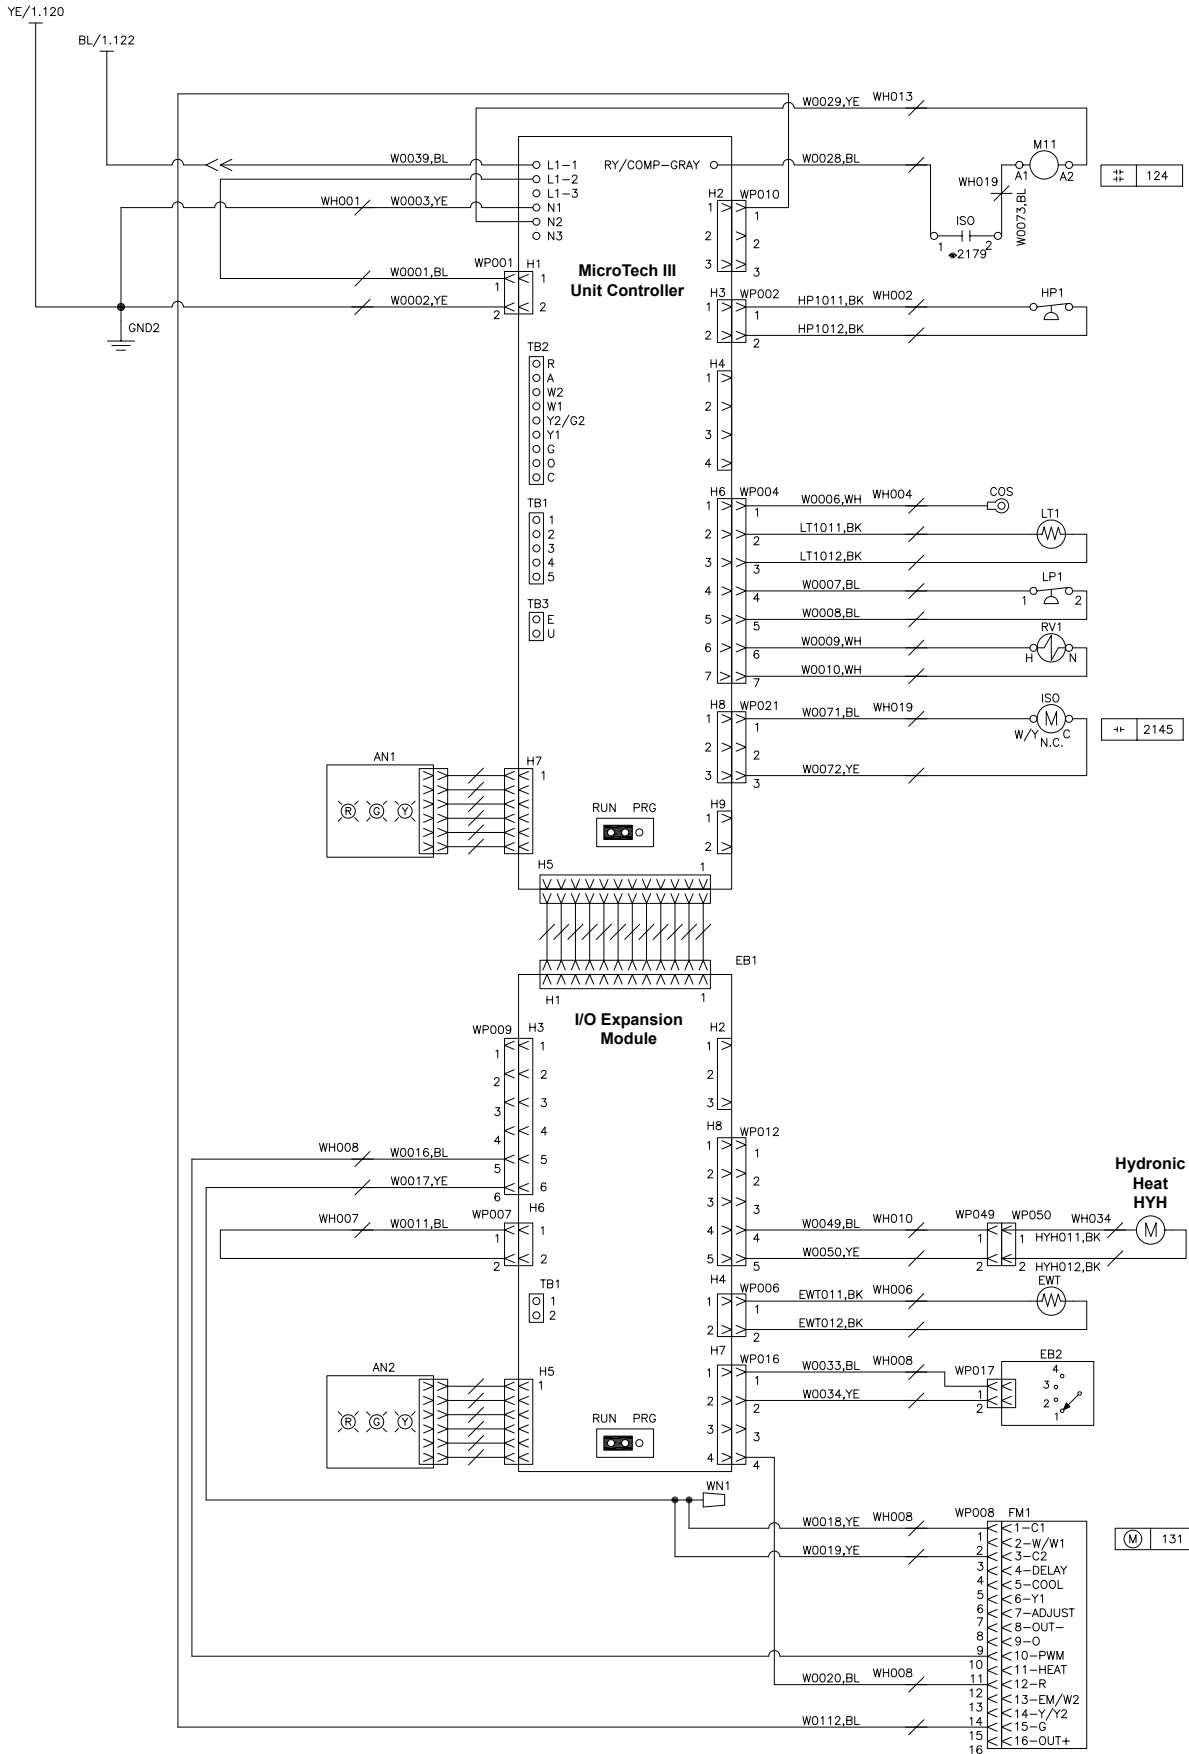 YE/1.120
BL/1.122
W0029,YE WH013
M11
A1 A2
124
W0039,BL
L1-1
RY/COMP-GRAY
W0028,BL
L1-2
L1-3
WH019
W0073,BL
WH001 W0003,YE
N1
N2
N3
H2 WP010
1 1
2 2
3 3
ISO
1 2
2179
MicroTech III
Unit Controller
WP001 H1
W0001,BL
1 1
W0002,YE
2 2
GND2
H3 WP002
1 1
2 2
HP1011,BK WH002
HP1
HP1012,BK
TB2
R
A
W2
W1
Y2/G2
Y1
G
O
C
H4
1
2
3
4
TB1
1
2
3
4
5
TB3
E
U
H6 WP004
1 1
W0006,WH WH004
COS
2 2
LT1011,BK
LT1
3 3
LT1012,BK
4 4
W0007,BL
LP1
1 2
5 5
W0008,BL
6 6
W0009,WH
RV1
H N
7 7
W0010,WH
H8 WP021
1 1
W0071,BL WH019
ISO
M
W/Y N.C. C
2145
2 2
3 3
W0072,YE
AN1
R G Y
H7
1
RUN PRG
H9
1
2
H5 1
EB1
H1 1
I/O Expansion
Module
WP009 H3
1 1
2 2
3 3
4 4
5 5
6 6
H2
1
2
3
WH008 W0016,BL
W0017,YE
H8 WP012
1 1
2 2
3 3
4 4
5 5
Hydronic
Heat
HYH
M
W0049,BL WH010
WP049 WP050 WH034
1 1
HYH011,BK
W0050,YE
2 2
HYH012,BK
WH007 W0011,BL
WP007 H6
1 1
2 2
TB1
1
2
H4 WP006
1 1
2 2
EWT011,BK WH006
EWT
EWT012,BK
H7 WP016
1 1
2 2
3 3
4 4
W0033,BL WH008
W0034,YE
WP017
1
2
EB2
4
3
2
1
AN2
R G Y
H5
1
RUN PRG
WN1
WP008 FM1
W0018,YE WH008
W0019,YE
1 1-C1
2 2-W/W1
3 3-C2
4 4-DELAY
5 5-COOL
6 6-Y1
7 7-ADJUST
8 8-OUT-
9 9-O
10 10-PWM
11 11-HEAT
12 12-R
13 13-EM/W2
14 14-Y/Y2
15 15-G
16 16-OUT+
W0020,BL WH008
W0112,BL
M 131